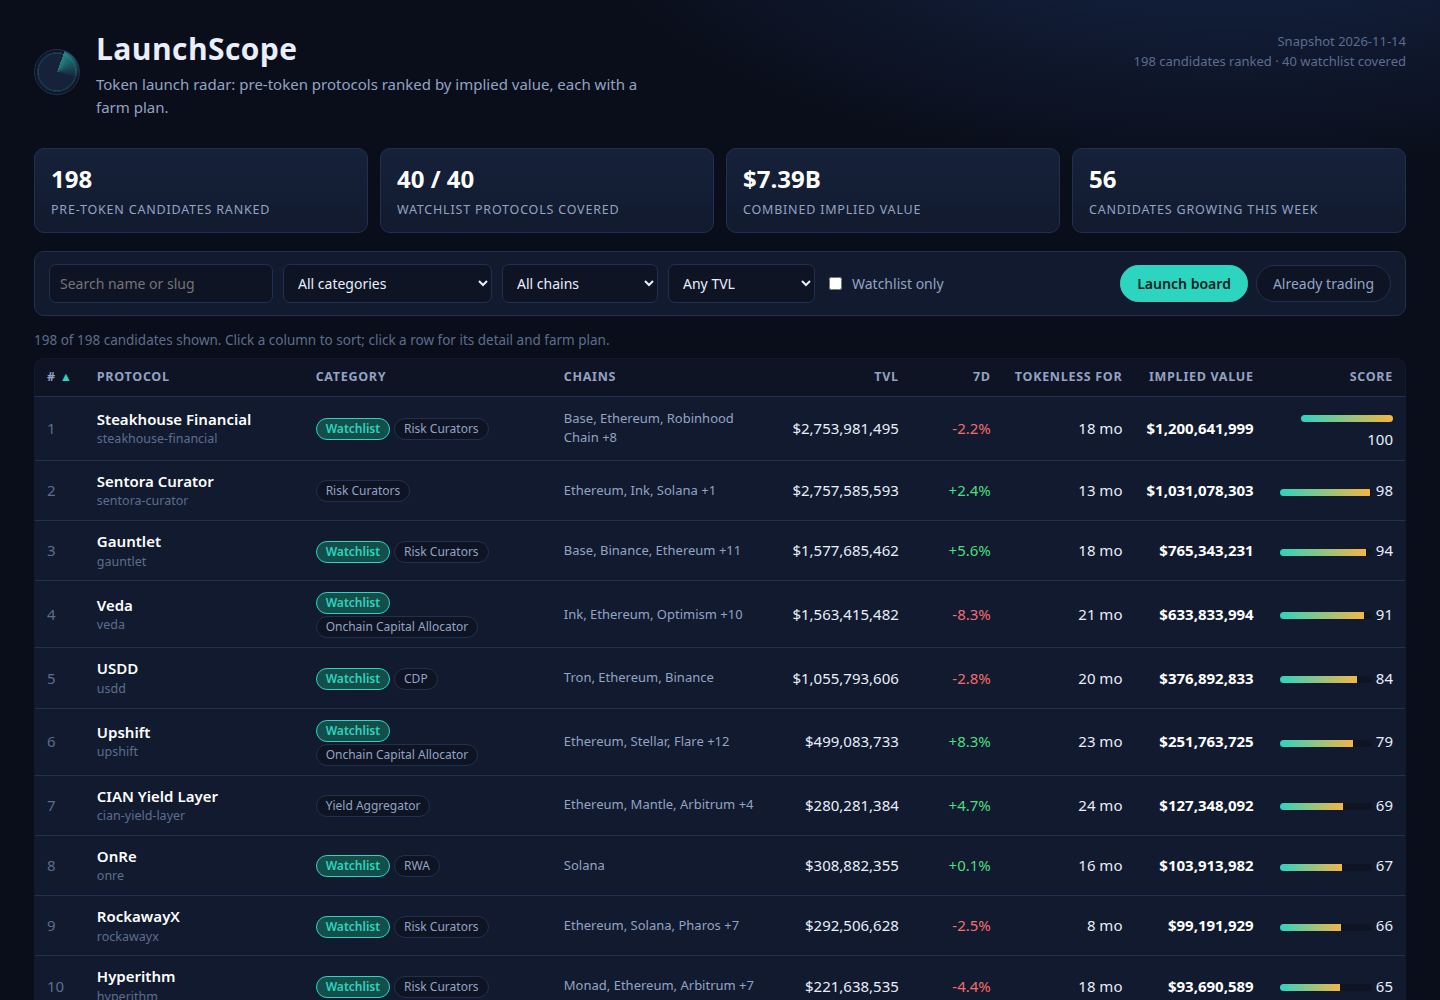 LaunchScope
Token launch radar: pre-token protocols ranked by implied value, each with a
farm plan.
Snapshot 2026-11-14
198 candidates ranked · 40 watchlist covered
198
PRE-TOKEN CANDIDATES RANKED
40 / 40
WATCHLIST PROTOCOLS COVERED
$7.39B
COMBINED IMPLIED VALUE
56
CANDIDATES GROWING THIS WEEK
Search name or slug
All categories
All chains
Any TVL
Watchlist only
Launch board
Already trading
198 of 198 candidates shown. Click a column to sort; click a row for its detail and farm plan.
# ▲ PROTOCOL CATEGORY CHAINS TVL 7D TOKENLESS FOR IMPLIED VALUE SCORE
1
Steakhouse Financial
steakhouse-financial
Watchlist
Risk Curators
Base, Ethereum, Robinhood
Chain +8
$2,753,981,495
-2.2%
18 mo
$1,200,641,999
100
2
Sentora Curator
sentora-curator
Risk Curators
Ethereum, Ink, Solana +1
$2,757,585,593
+2.4%
13 mo
$1,031,078,303
98
3
Gauntlet
gauntlet
Watchlist
Risk Curators
Base, Binance, Ethereum +11
$1,577,685,462
+5.6%
18 mo
$765,343,231
94
4
Veda
veda
Watchlist
Onchain Capital Allocator
Ink, Ethereum, Optimism +10
$1,563,415,482
-8.3%
21 mo
$633,833,994
91
5
USDD
usdd
Watchlist
CDP
Tron, Ethereum, Binance
$1,055,793,606
-2.8%
20 mo
$376,892,833
84
6
Upshift
upshift
Watchlist
Onchain Capital Allocator
Ethereum, Stellar, Flare +12
$499,083,733
+8.3%
23 mo
$251,763,725
79
7
CIAN Yield Layer
cian-yield-layer
Yield Aggregator
Ethereum, Mantle, Arbitrum +4
$280,281,384
+4.7%
24 mo
$127,348,092
69
8
OnRe
onre
Watchlist
RWA
Solana
$308,882,355
+0.1%
16 mo
$103,913,982
67
9
RockawayX
rockawayx
Watchlist
Risk Curators
Ethereum, Solana, Pharos +7
$292,506,628
-2.5%
8 mo
$99,191,929
66
10
Hyperithm
hyperithm
Watchlist
Risk Curators
Monad, Ethereum, Arbitrum +7
$221,638,535
-4.4%
18 mo
$93,690,589
65